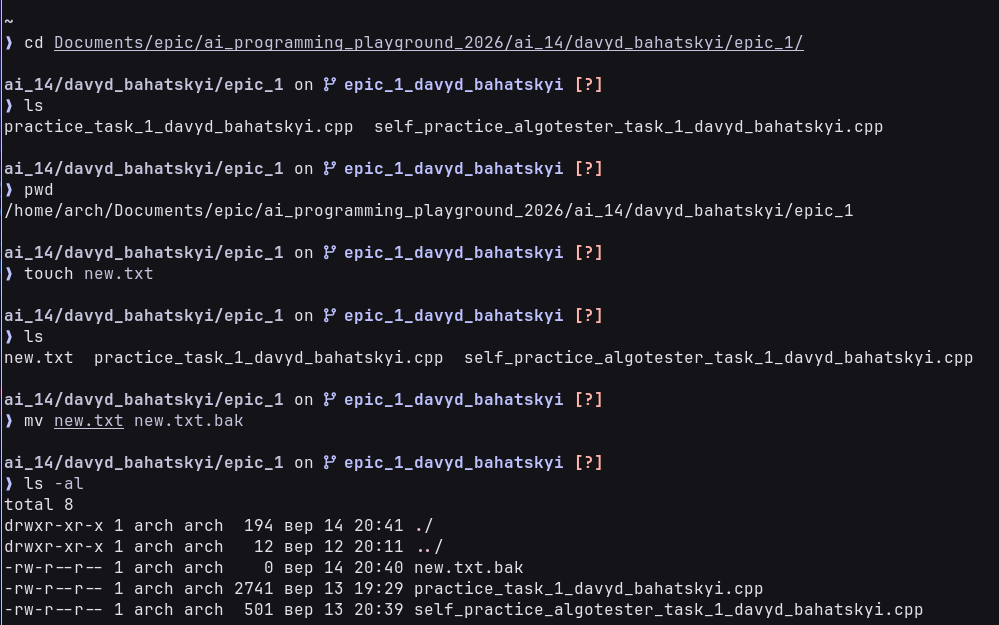 ~
❯ cd Documents/epic/ai_programming_playground_2026/ai_14/davyd_bahatskyi/epic_1/
ai_14/davyd_bahatskyi/epic_1 on epic_1_davyd_bahatskyi [?]
❯ ls
practice_task_1_davyd_bahatskyi.cpp  self_practice_algotester_task_1_davyd_bahatskyi.cpp
ai_14/davyd_bahatskyi/epic_1 on epic_1_davyd_bahatskyi [?]
❯ pwd
/home/arch/Documents/epic/ai_programming_playground_2026/ai_14/davyd_bahatskyi/epic_1
ai_14/davyd_bahatskyi/epic_1 on epic_1_davyd_bahatskyi [?]
❯ touch new.txt
ai_14/davyd_bahatskyi/epic_1 on epic_1_davyd_bahatskyi [?]
❯ ls
new.txt  practice_task_1_davyd_bahatskyi.cpp  self_practice_algotester_task_1_davyd_bahatskyi.cpp
ai_14/davyd_bahatskyi/epic_1 on epic_1_davyd_bahatskyi [?]
❯ mv new.txt new.txt.bak
ai_14/davyd_bahatskyi/epic_1 on epic_1_davyd_bahatskyi [?]
❯ ls -al
total 8
drwxr-xr-x 1 arch arch  194 вер 14 20:41 ./
drwxr-xr-x 1 arch arch   12 вер 12 20:11 ../
-rw-r--r-- 1 arch arch    0 вер 14 20:40 new.txt.bak
-rw-r--r-- 1 arch arch 2741 вер 13 19:29 practice_task_1_davyd_bahatskyi.cpp
-rw-r--r-- 1 arch arch  501 вер 13 20:39 self_practice_algotester_task_1_davyd_bahatskyi.cpp